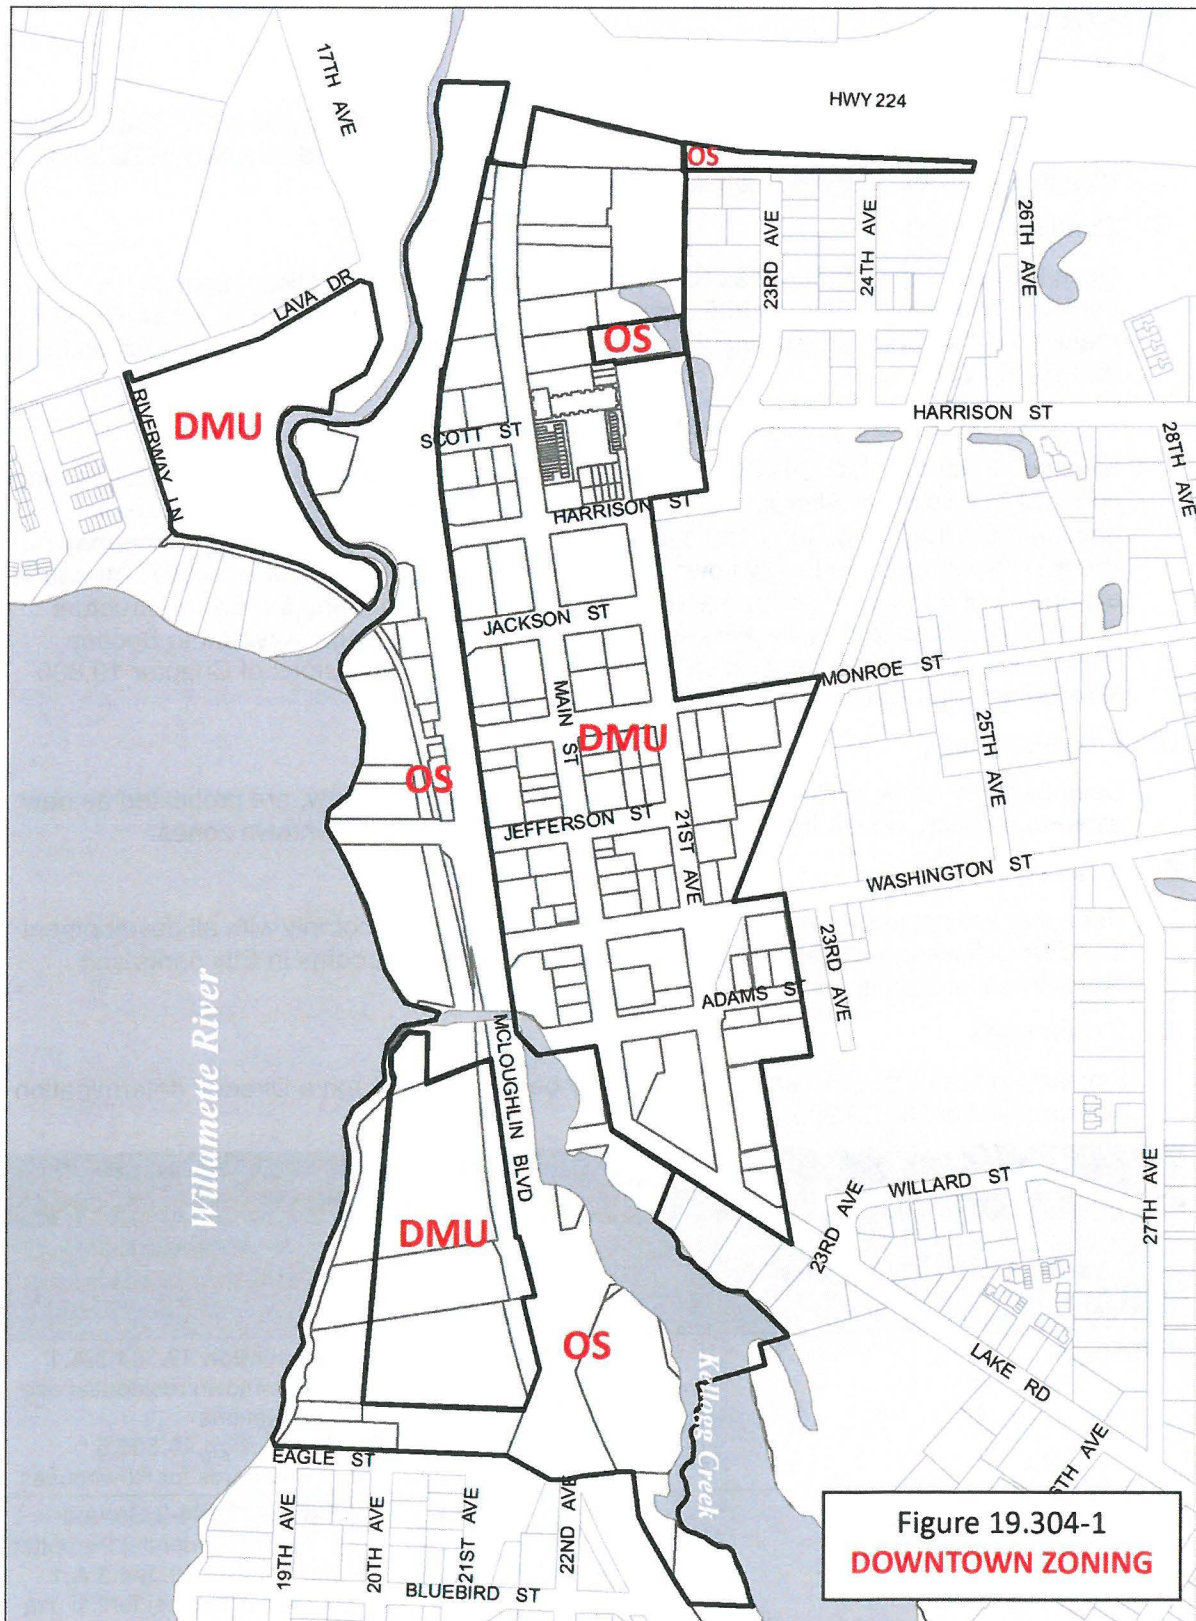 17TH AVE
HWY 224
OS
23RD AVE
24TH AVE
26TH AVE
LAVA DR
OS
RIVERWAY LN
DMU
SCOTT ST
HARRISON ST
28TH AVE
HARRISON ST
JACKSON ST
MAIN ST
MONROE ST
DMU
25TH AVE
OS
JEFFERSON ST
21ST AVE
WASHINGTON ST
23RD AVE
ADAMS ST
Willamette River
MCLOUGHLIN BLVD
DMU
WILLARD ST
23RD AVE
27TH AVE
OS
Kellogg Creek
LAKE RD
EAGLE ST
19TH AVE
20TH AVE
21ST AVE
22ND AVE
BLUEBIRD ST
Figure 19.304-1
DOWNTOWN ZONING